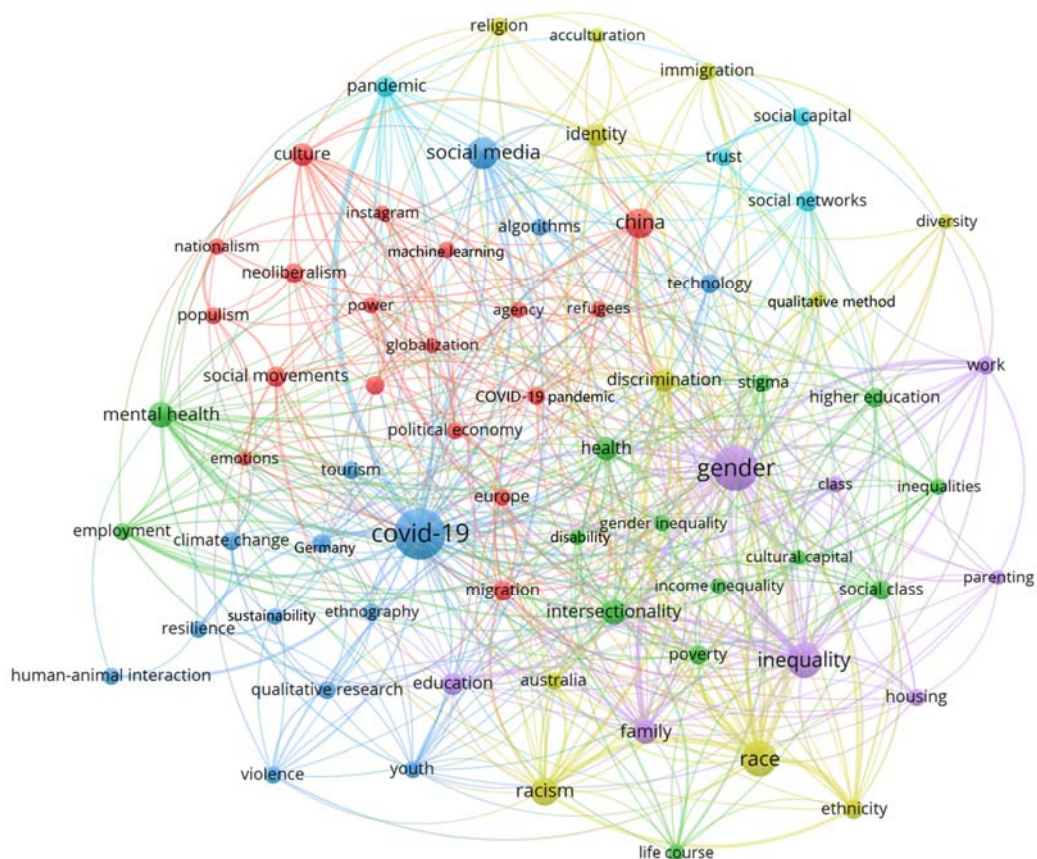 religion
acculturation
immigration
pandemic
social capital
identity
social media
culture
trust
social networks
instagram
china
diversity
algorithms
nationalism
machine learning
neoliberalism
technology
power
agency
refugees
qualitative method
populism
globalization
work
social movements
discrimination
stigma
COVID-19 pandemic
higher education
mental health
political economy
health
emotions
tourism
gender
class
inequalities
europe
employment
covid-19
gender inequality
climate change
Germany
disability
cultural capital
parenting
migration
income inequality
social class
sustainability
ethnography
intersectionality
resilience
poverty
inequality
human-animal interaction
qualitative research
education
australia
housing
family
violence
youth
race
racism
ethnicity
life course